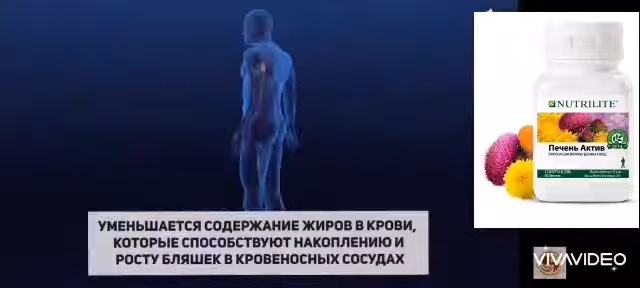 УМЕНЬШАЕТСЯ СОДЕРЖАНИЕ ЖИРОВ В КРОВИ,
КОТОРЫЕ СПОСОБСТВУЮТ НАКОПЛЕНИЮ И
РОСТУ БЛЯШЕК В КРОВЕНОСНЫХ СОСУДАХ
NUTRILITE
Печень Актив
VIVAVIDEO